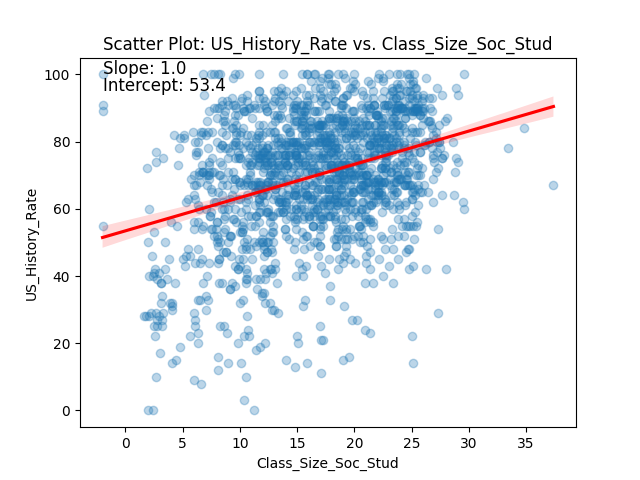 Scatter Plot: US_History_Rate vs. Class_Size_Soc_Stud
Slope: 1.0
Intercept: 53.4
100
80
60
40
20
0
US_History_Rate
0 5 10 15 20 25 30 35
Class_Size_Soc_Stud